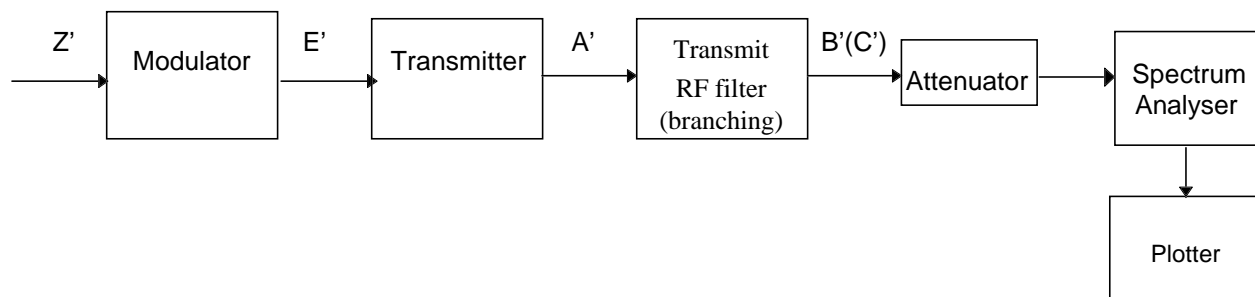 Z’
Modulator
E’
Transmitter
A’
Transmit
RF filter
(branching)
B’(C’)
Attenuator
Spectrum
Analyser
Plotter